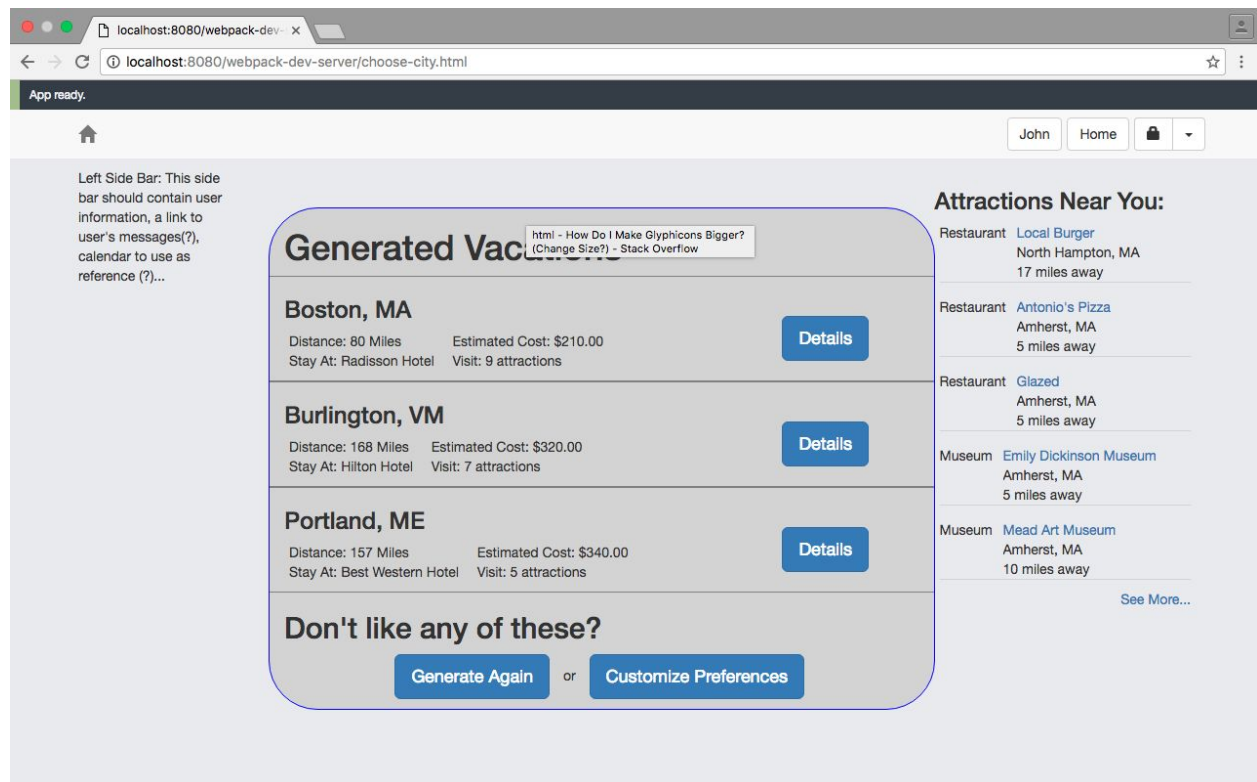 localhost:8080/webpack-dev-
localhost:8080/webpack-dev-server/choose-city.html
App ready.
John
Home
Left Side Bar: This side
bar should contain user
information, a link to
user's messages(?),
calendar to use as
reference (?)...
Generated Vacations
html - How Do I Make Glyphicons Bigger?
(Change Size?) - Stack Overflow
Boston, MA
Distance: 80 Miles Estimated Cost: $210.00
Stay At: Radisson Hotel Visit: 9 attractions
Details
Burlington, VM
Distance: 168 Miles Estimated Cost: $320.00
Stay At: Hilton Hotel Visit: 7 attractions
Details
Portland, ME
Distance: 157 Miles Estimated Cost: $340.00
Stay At: Best Western Hotel Visit: 5 attractions
Details
Don't like any of these?
Generate Again or Customize Preferences
Attractions Near You:
Restaurant Local Burger
North Hampton, MA
17 miles away
Restaurant Antonio's Pizza
Amherst, MA
5 miles away
Restaurant Glazed
Amherst, MA
5 miles away
Museum Emily Dickinson Museum
Amherst, MA
5 miles away
Museum Mead Art Museum
Amherst, MA
10 miles away
See More...